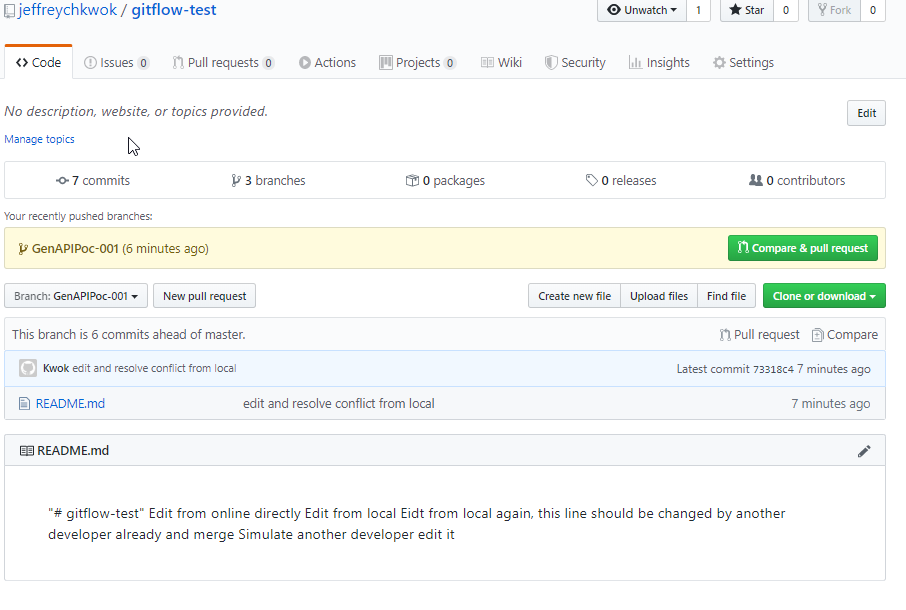 jeffreychkwok / gitflow-test
Unwatch 1 Star 0 Fork 0
Code Issues 0 Pull requests 0 Actions Projects 0 Wiki Security Insights Settings
No description, website, or topics provided. Edit
Manage topics
7 commits 3 branches 0 packages 0 releases 0 contributors
Your recently pushed branches:
GenAPIPoc-001 (6 minutes ago) Compare & pull request
Branch: GenAPIPoc-001 New pull request Create new file Upload files Find file Clone or download
This branch is 6 commits ahead of master. Pull request Compare
Kwok edit and resolve conflict from local Latest commit 73318c4 7 minutes ago
README.md edit and resolve conflict from local 7 minutes ago
README.md
"# gitflow-test" Edit from online directly Edit from local Eidt from local again, this line should be changed by another
developer already and merge Simulate another developer edit it